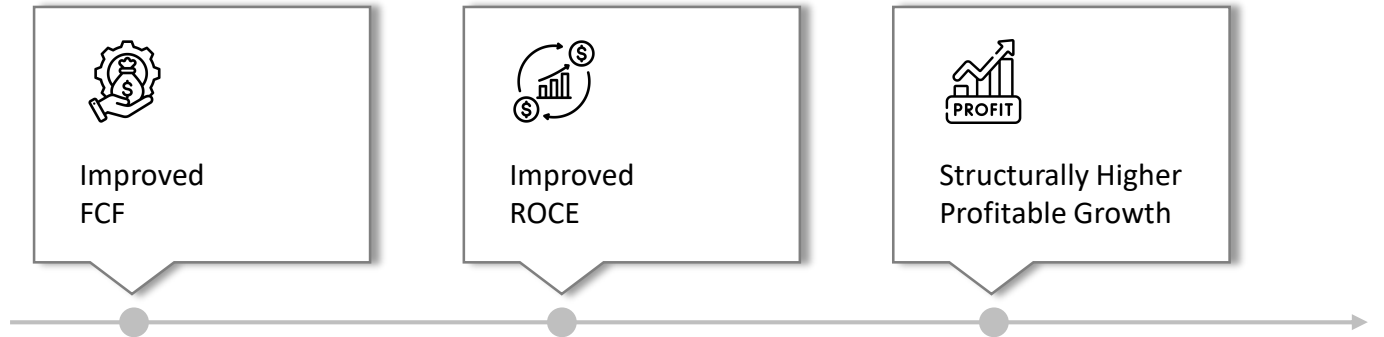 Improved
FCF
Improved
ROCE
PROFIT
Structurally Higher
Profitable Growth